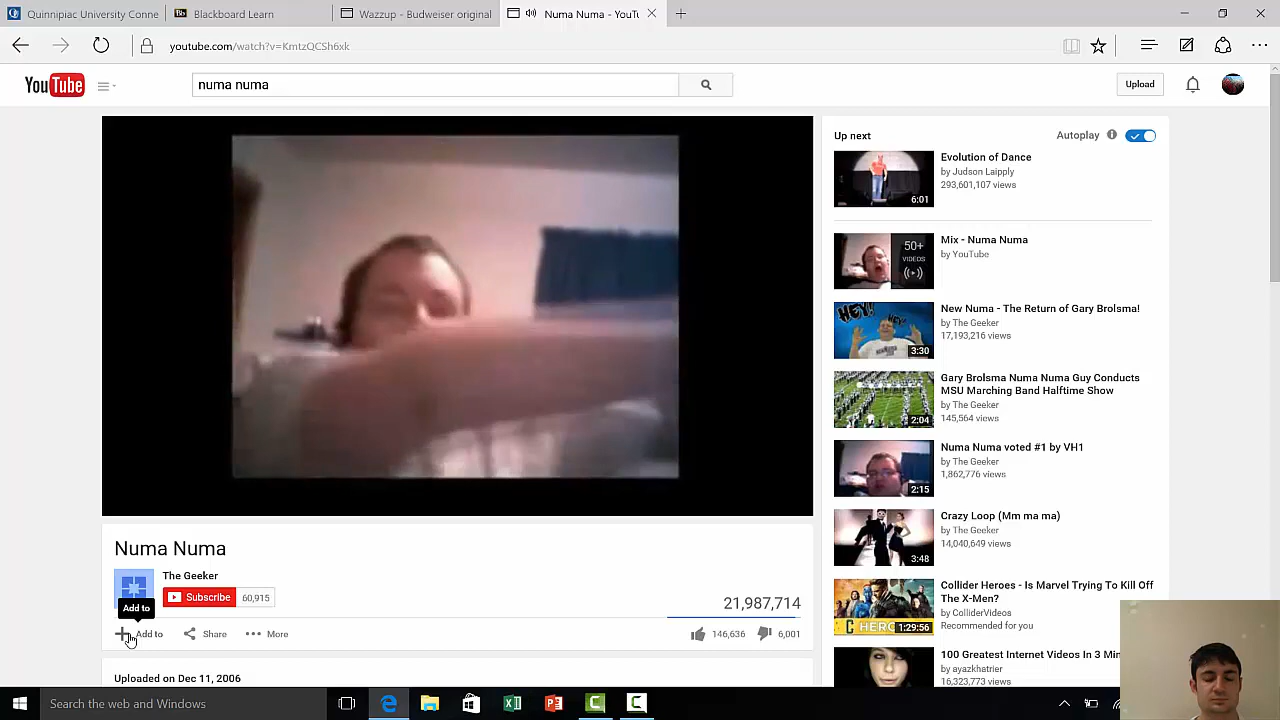 Quinnipiac University Conne
Blackboard Learn
Wazzup - Budweiser original
Numa Numa - YouTu
youtube.com/watch?v=KmtzQCSh6xk
YouTube
numa numa
Upload
Up next
Autoplay
Evolution of Dance
by Judson Laipply
293,601,107 views
6:01
Mix - Numa Numa
by YouTube
50+
VIDEOS
New Numa - The Return of Gary Brolsma!
by The Geeker
17,193,216 views
HEY!
HEY!
3:30
Gary Brolsma Numa Numa Guy Conducts
MSU Marching Band Halftime Show
by The Geeker
145,564 views
2:04
Numa Numa voted #1 by VH1
by The Geeker
1,862,776 views
2:15
Crazy Loop (Mm ma ma)
by The Geeker
14,040,649 views
3:48
Collider Heroes - Is Marvel Trying To Kill Off
The X-Men?
by ColliderVideos
Recommended for you
1:29:56
100 Greatest Internet Videos In 3 Min
by ayazkhatrier
16,323,773 views
Numa Numa
The Geeker
Subscribe
60,915
Add to
21,987,714
Add to
Share
More
146,636
6,001
Uploaded on Dec 11, 2006
Search the web and Windows